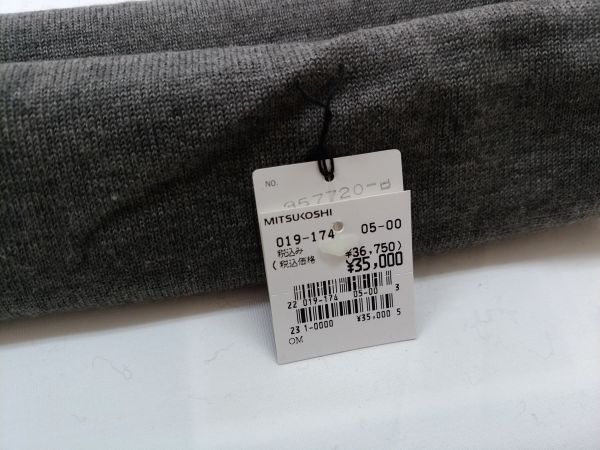 NO.
857720-B
MITSUKOSHI
019-174 05-00
税込み ¥36,750)
(税込価格 ¥35,000
22 019-174 05-00 3
23 1-0000 ¥35,000 5
OM